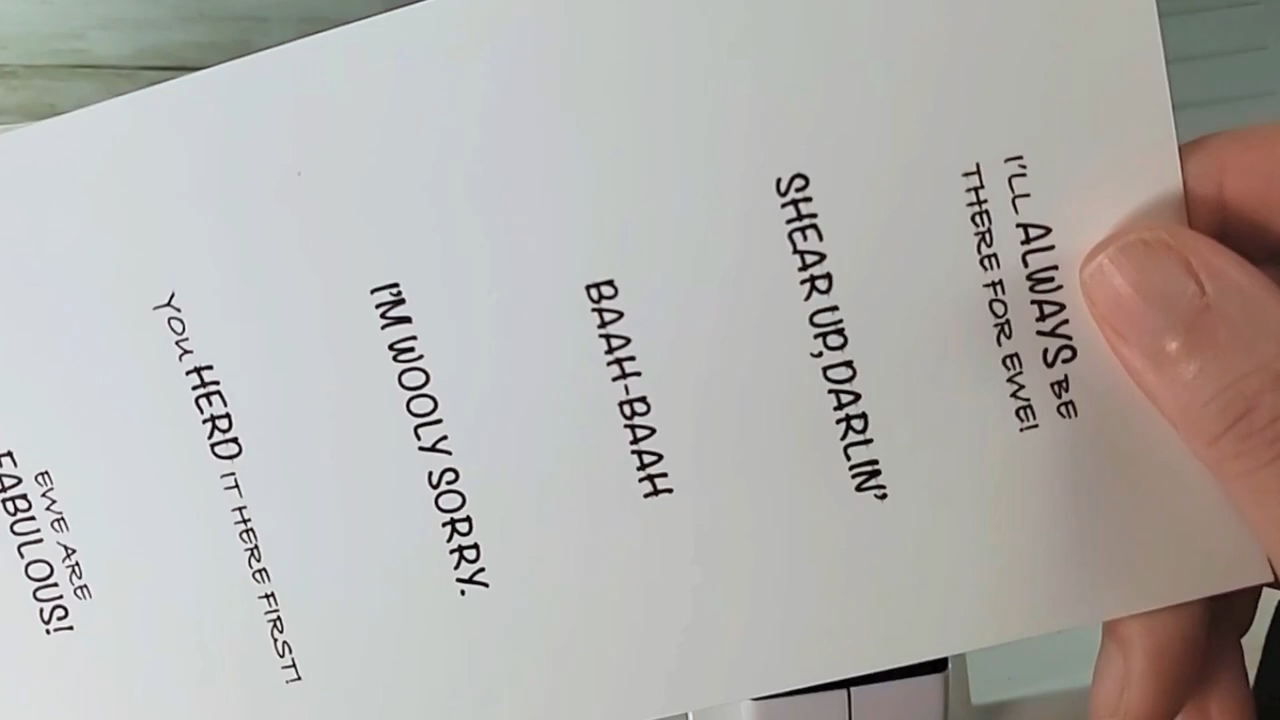 I'LL ALWAYS BE
THERE FOR EWE!
SHEAR UP, DARLIN'
BAAH-BAAH
I'M WOOLY SORRY.
YOU HERD IT HERE FIRST!
EWE ARE
FABULOUS!